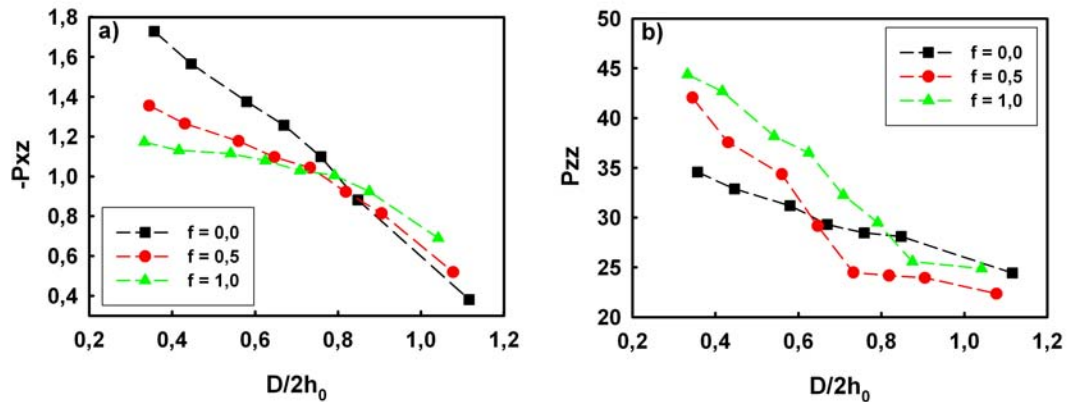 a)
-Pxz
1,8
1,6
1,4
1,2
1,0
0,8
0,6
0,4
f = 0,0
f = 0,5
f = 1,0
0,2 0,4 0,6 0,8 1,0 1,2
D/2h₀
b)
Pzz
50
45
40
35
30
25
20
f = 0,0
f = 0,5
f = 1,0
0,2 0,4 0,6 0,8 1,0 1,2
D/2h₀